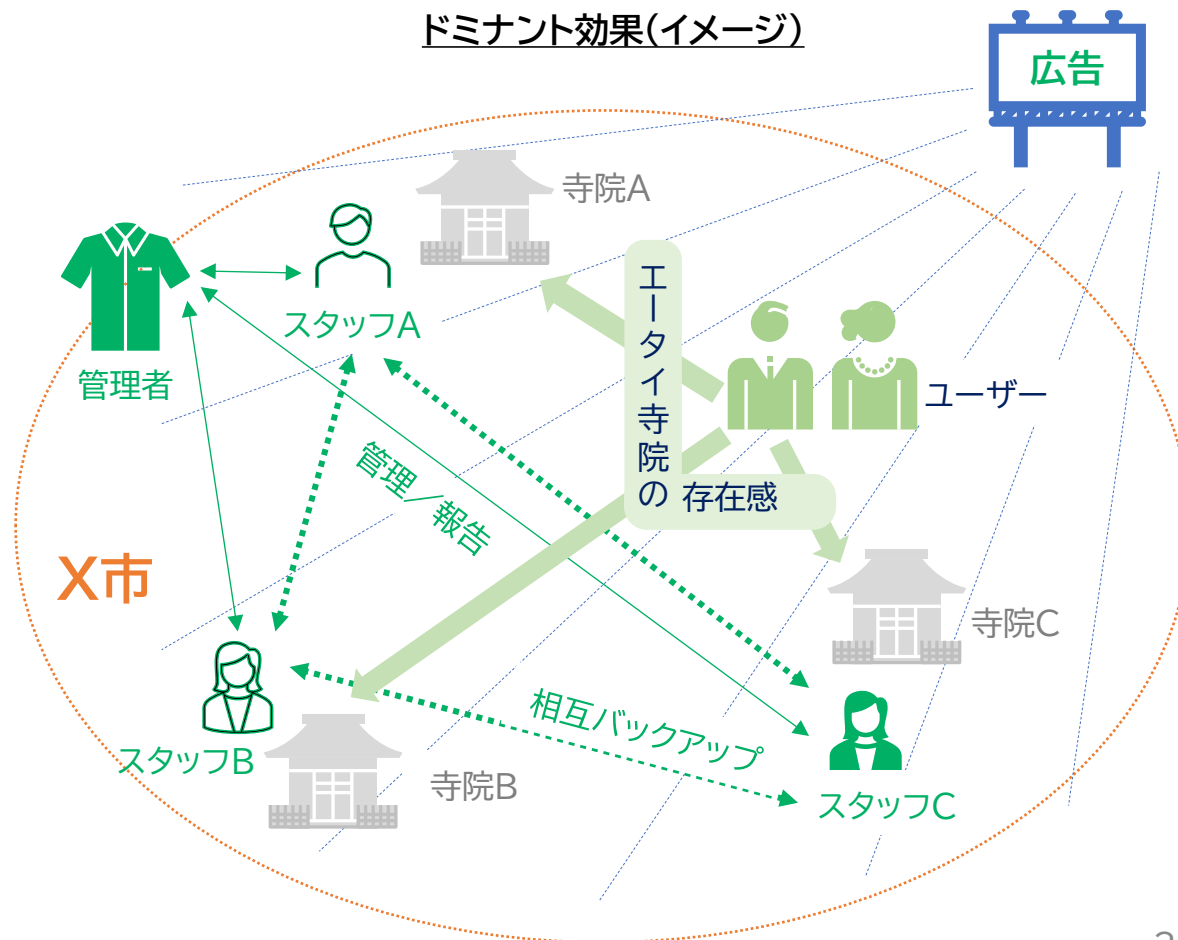 ドミナント効果(イメージ)
広告
寺院A
スタッフA
管理者
エータイ寺院の
存在感
ユーザー
管理／報告
X市
寺院C
相互バックアップ
スタッフB
寺院B
スタッフC